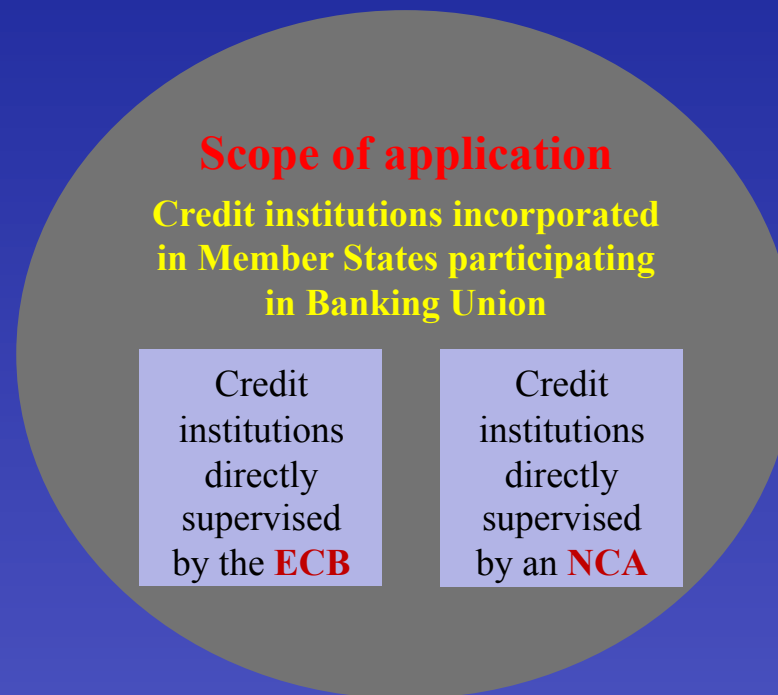 Scope of application
Credit institutions incorporated
in Member States participating
in Banking Union
Credit
institutions
directly
supervised
by the ECB
Credit
institutions
directly
supervised
by an NCA